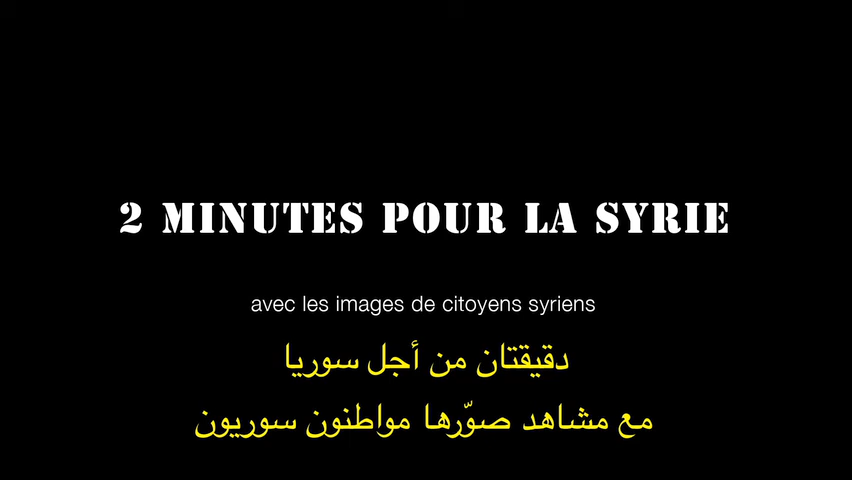 2 MINUTES POUR LA SYRIE
avec les images de citoyens syriens
دقيقتان من أجل سوريا
مع مشاهد صوّرها مواطنون سوريون